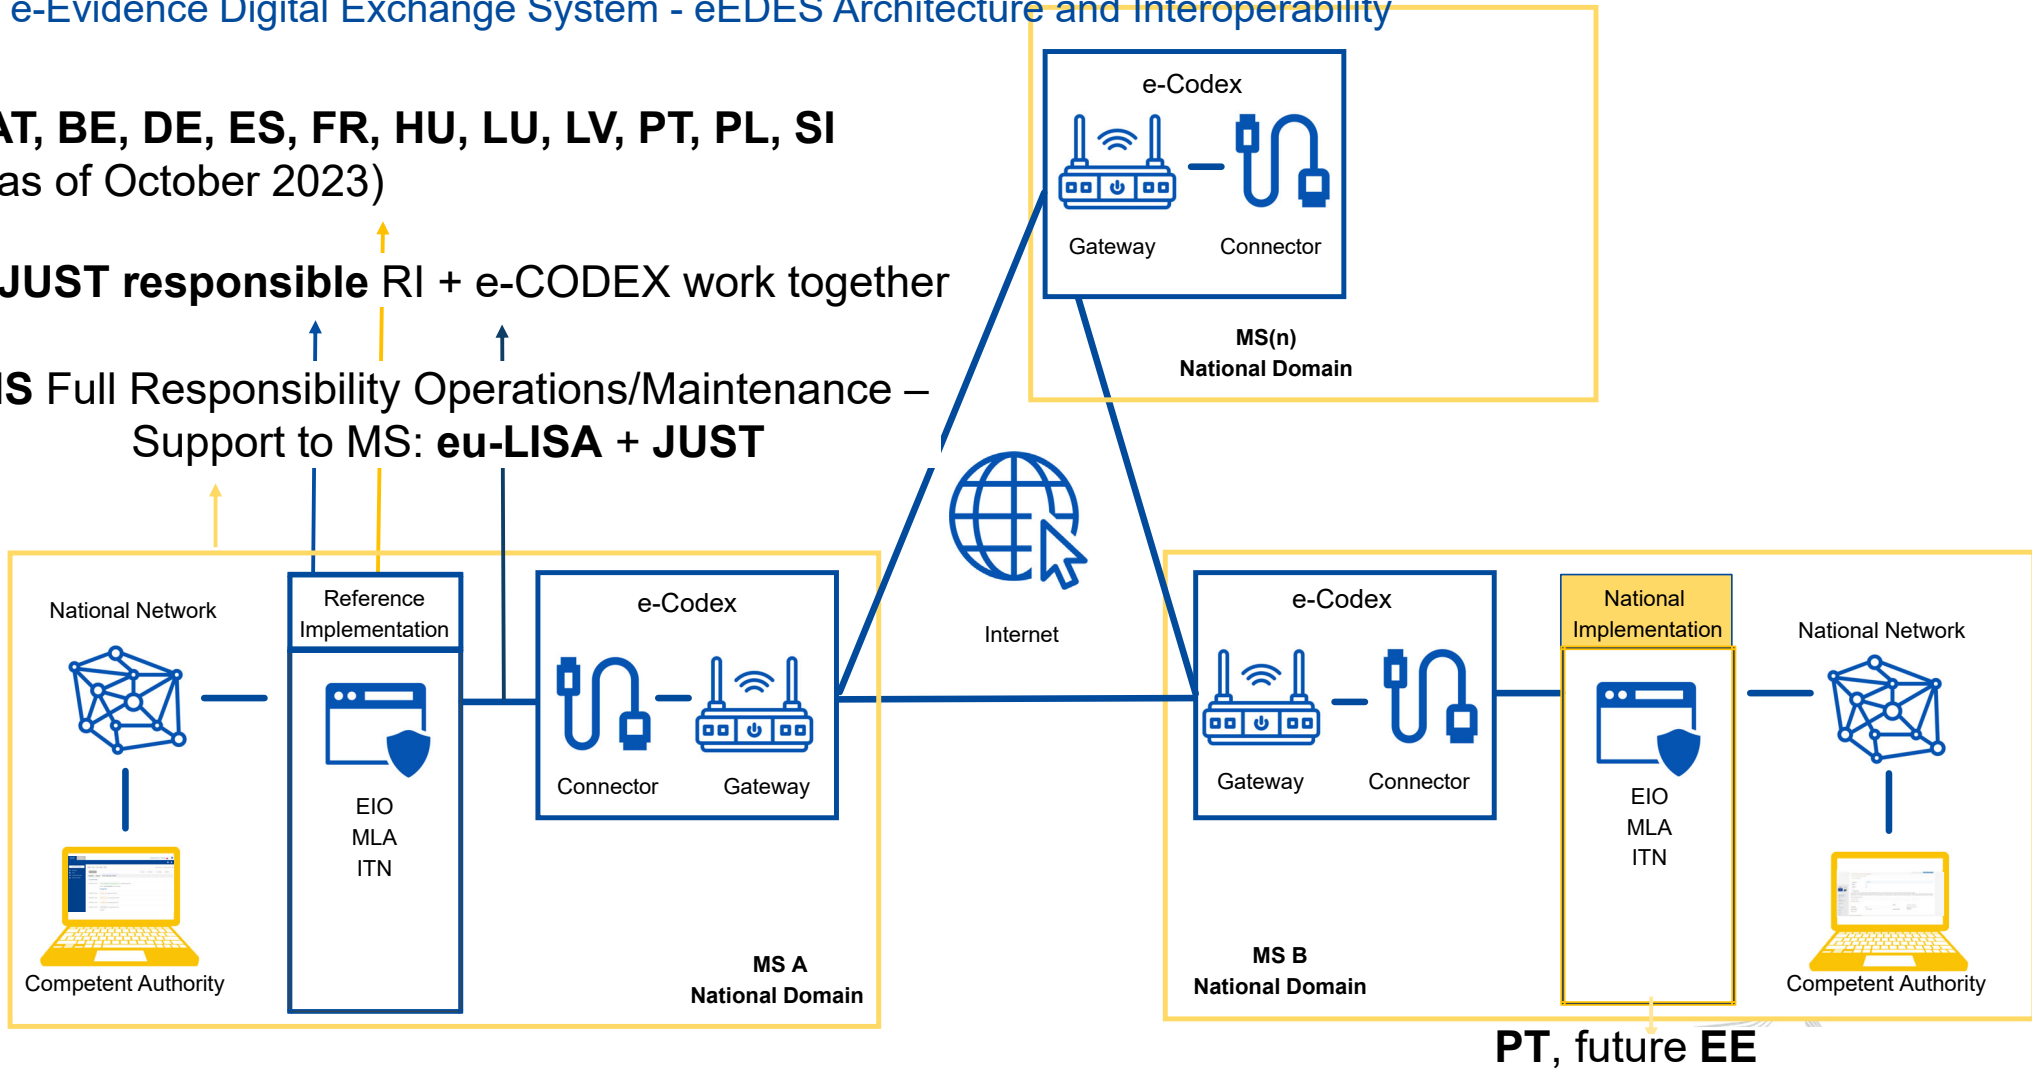 e-Evidence Digital Exchange System - eEDES Architecture and Interoperability
AT, BE, DE, ES, FR, HU, LU, LV, PT, PL, SI
as of October 2023)
JUST responsible RI + e-CODEX work together
MS Full Responsibility Operations/Maintenance –
Support to MS: eu-LISA + JUST
e-Codex
Gateway
Connector
MS(n)
National Domain
Internet
National Network
Reference
Implementation
EIO
MLA
ITN
Competent Authority
e-Codex
Connector
Gateway
MS A
National Domain
e-Codex
Gateway
Connector
MS B
National Domain
National
Implementation
EIO
MLA
ITN
National Network
Competent Authority
PT, future EE